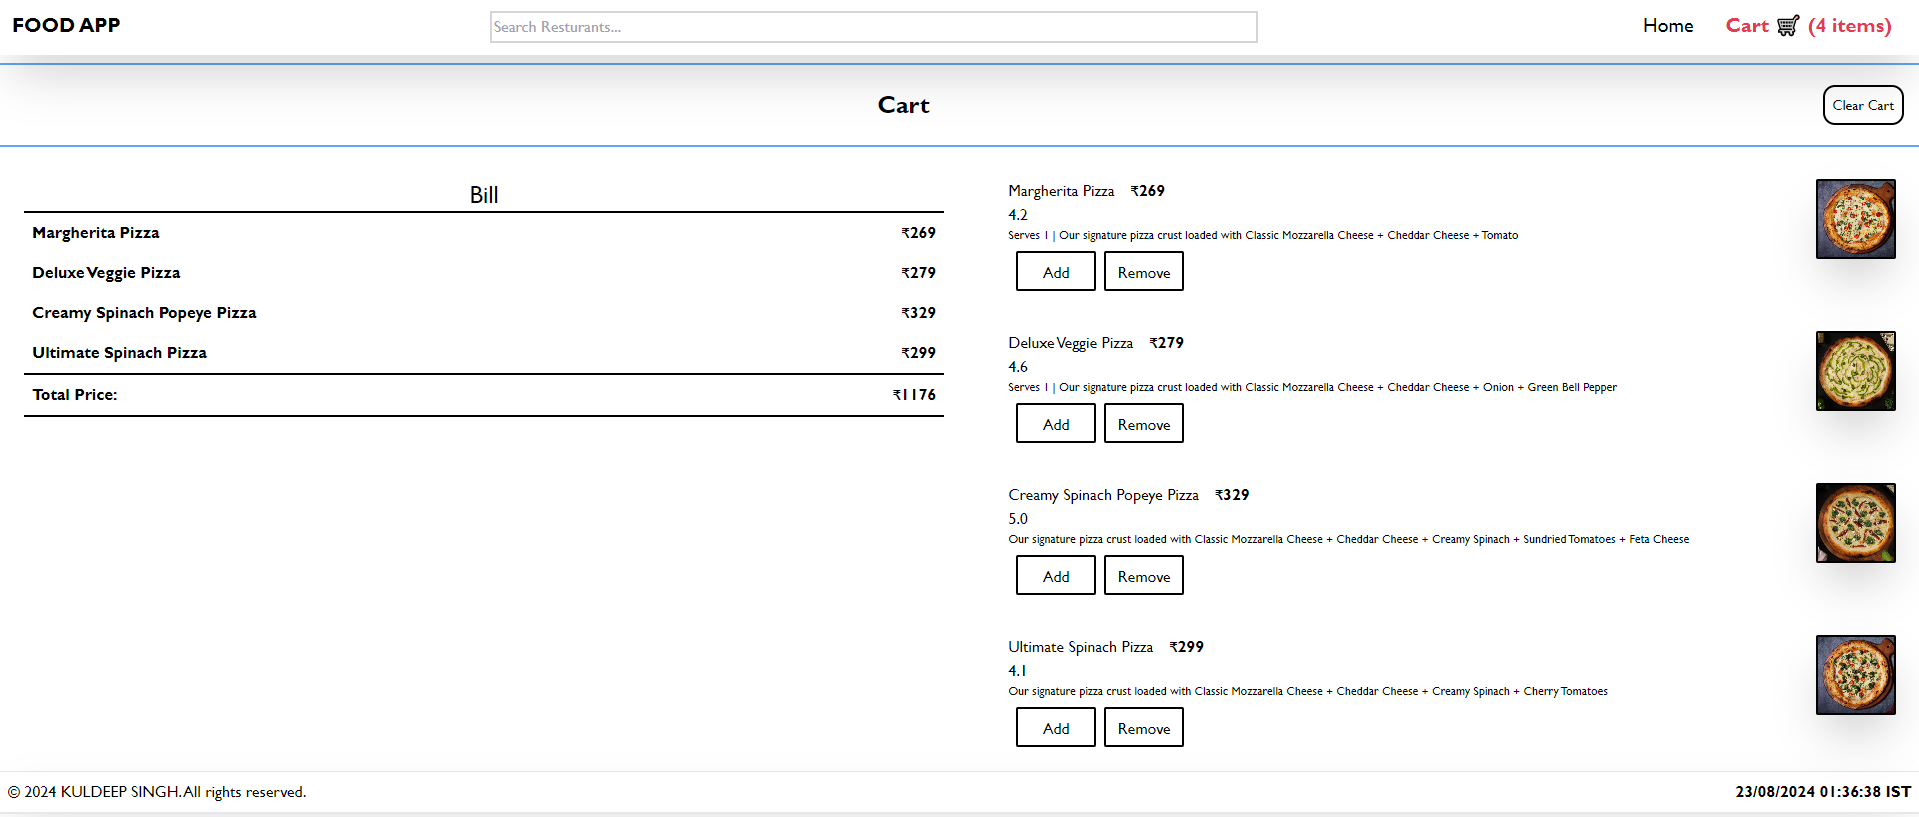 FOOD APP
Search Resturants...
Home
Cart 🛒 (4 items)
Cart
Clear Cart
Bill
Margherita Pizza ₹269
Deluxe Veggie Pizza ₹279
Creamy Spinach Popeye Pizza ₹329
Ultimate Spinach Pizza ₹299
Total Price: ₹1176
Margherita Pizza ₹269
4.2
Serves 1 | Our signature pizza crust loaded with Classic Mozzarella Cheese + Cheddar Cheese + Tomato
Add Remove
Deluxe Veggie Pizza ₹279
4.6
Serves 1 | Our signature pizza crust loaded with Classic Mozzarella Cheese + Cheddar Cheese + Onion + Green Bell Pepper
Add Remove
Creamy Spinach Popeye Pizza ₹329
5.0
Our signature pizza crust loaded with Classic Mozzarella Cheese + Cheddar Cheese + Creamy Spinach + Sundried Tomatoes + Feta Cheese
Add Remove
Ultimate Spinach Pizza ₹299
4.1
Our signature pizza crust loaded with Classic Mozzarella Cheese + Cheddar Cheese + Creamy Spinach + Cherry Tomatoes
Add Remove
© 2024 KULDEEP SINGH. All rights reserved.
23/08/2024 01:36:38 IST